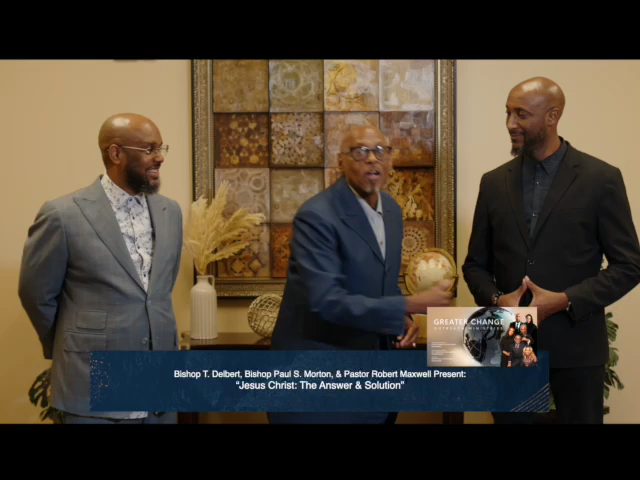 GREATER CHANGE
Bishop T. Delbert, Bishop Paul S. Morton, & Pastor Robert Maxwell Present:
“Jesus Christ: The Answer & Solution”